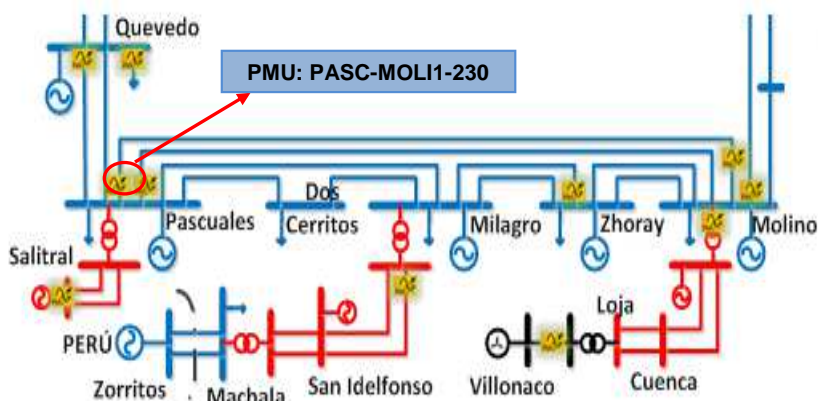 Quevedo
PMU: PASC-MOLI1-230
Dos
Pascuales
Cerritos
Milagro
Zhoray
Molino
Salitral
Loja
PERÚ
Zorritos
Machala
San Idelfonso
Villonaco
Cuenca